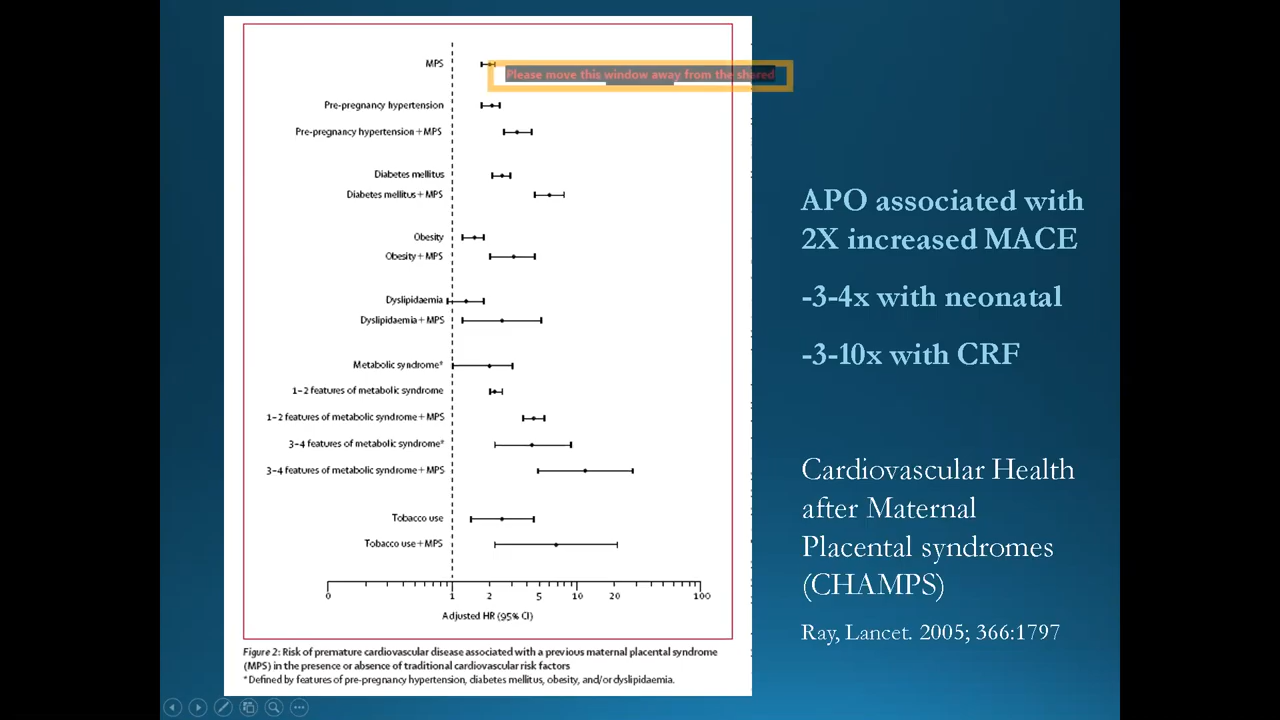 MPS
Please move this window away from the shared
Pre-pregnancy hypertension
Pre-pregnancy hypertension+MPS
Diabetes mellitus
Diabetes mellitus+MPS
Obesity
Obesity+MPS
Dyslipidaemia
Dyslipidaemia+MPS
Metabolic syndrome*
1–2 features of metabolic syndrome
1–2 features of metabolic syndrome+MPS
3–4 features of metabolic syndrome*
3–4 features of metabolic syndrome+MPS
Tobacco use
Tobacco use+MPS
0 1 2 5 10 20 100
Adjusted HR (95% CI)
Figure 2: Risk of premature cardiovascular disease associated with a previous maternal placental syndrome
(MPS) in the presence or absence of traditional cardiovascular risk factors
*Defined by features of pre-pregnancy hypertension, diabetes mellitus, obesity, and/or dyslipidaemia.
APO associated with
2X increased MACE
-3-4x with neonatal
-3-10x with CRF
Cardiovascular Health
after Maternal
Placental syndromes
(CHAMPS)
Ray, Lancet. 2005; 366:1797